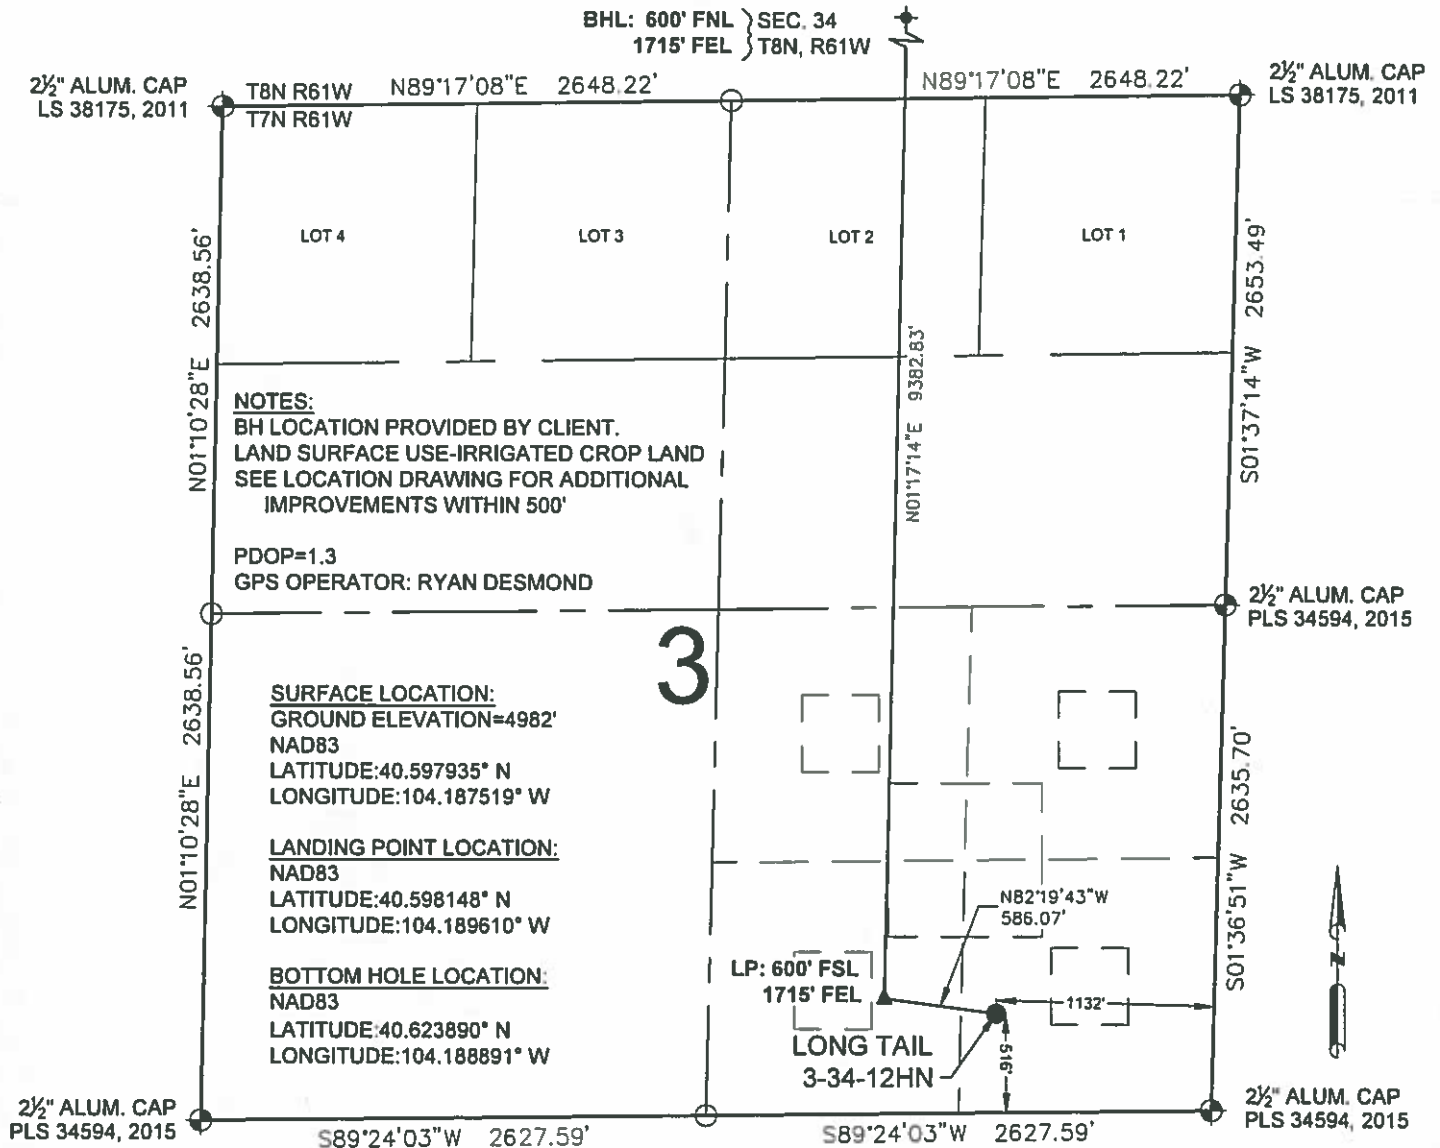 BHL: 600' FNL } SEC. 34
1715' FEL } T8N, R61W
2½" ALUM. CAP
LS 38175, 2011
T8N R61W
T7N R61W
N89°17'08"E 2648.22'
N89°17'08"E 2648.22'
2½" ALUM. CAP
LS 38175, 2011
LOT 4
LOT 3
LOT 2
LOT 1
N01°10'28"E 2638.56'
N01°17'14"E 9382.83'
S01°37'14"W 2653.49'
NOTES:
BH LOCATION PROVIDED BY CLIENT.
LAND SURFACE USE-IRRIGATED CROP LAND
SEE LOCATION DRAWING FOR ADDITIONAL
IMPROVEMENTS WITHIN 500'
PDOP=1.3
GPS OPERATOR: RYAN DESMOND
2½" ALUM. CAP
PLS 34594, 2015
3
N01°10'28"E 2638.56'
SURFACE LOCATION:
GROUND ELEVATION=4982'
NAD83
LATITUDE:40.597935° N
LONGITUDE:104.187519° W
LANDING POINT LOCATION:
NAD83
LATITUDE:40.598148° N
LONGITUDE:104.189610° W
BOTTOM HOLE LOCATION:
NAD83
LATITUDE:40.623890° N
LONGITUDE:104.188891° W
S01°36'51"W 2635.70'
N82°19'43"W
586.07'
LP: 600' FSL
1715' FEL
1132'
516'
LONG TAIL
3-34-12HN
N
2½" ALUM. CAP
PLS 34594, 2015
S89°24'03"W 2627.59'
S89°24'03"W 2627.59'
2½" ALUM. CAP
PLS 34594, 2015